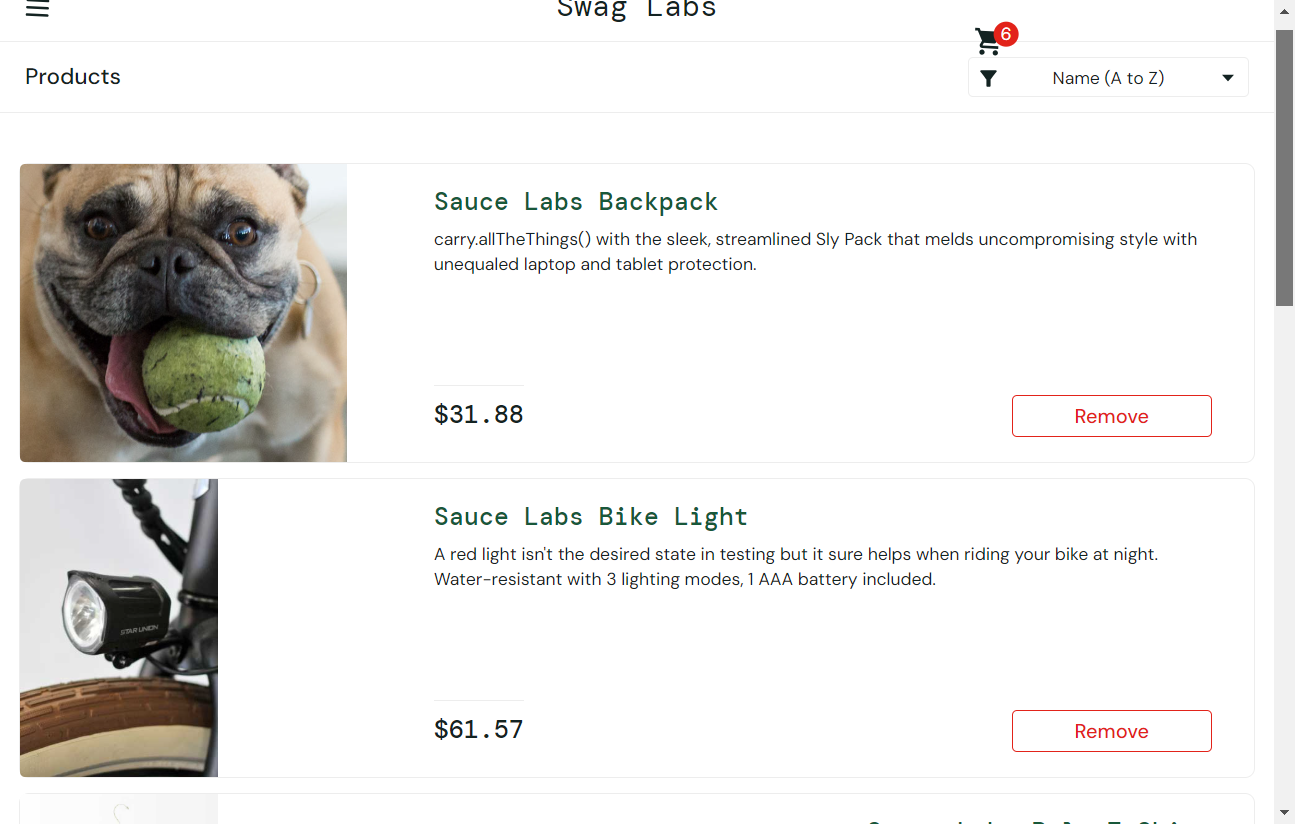 Swag Labs
6
Products
Name (A to Z)
Sauce Labs Backpack
carry.allTheThings() with the sleek, streamlined Sly Pack that melds uncompromising style with
unequaled laptop and tablet protection.
$31.88
Remove
Sauce Labs Bike Light
A red light isn't the desired state in testing but it sure helps when riding your bike at night.
Water-resistant with 3 lighting modes, 1 AAA battery included.
STAR UNION
$61.57
Remove